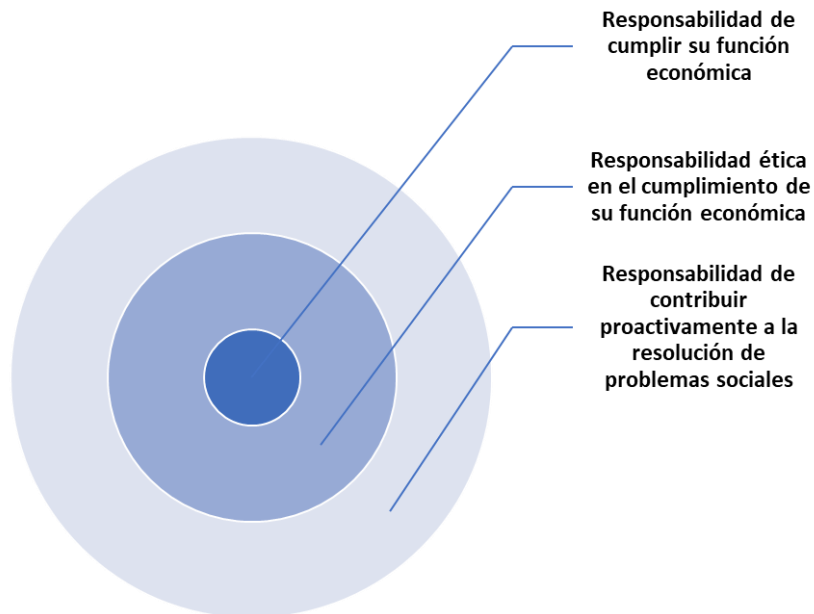 Responsabilidad de
cumplir su función
económica
Responsabilidad ética
en el cumplimiento de
su función económica
Responsabilidad de
contribuir
proactivamente a la
resolución de
problemas sociales